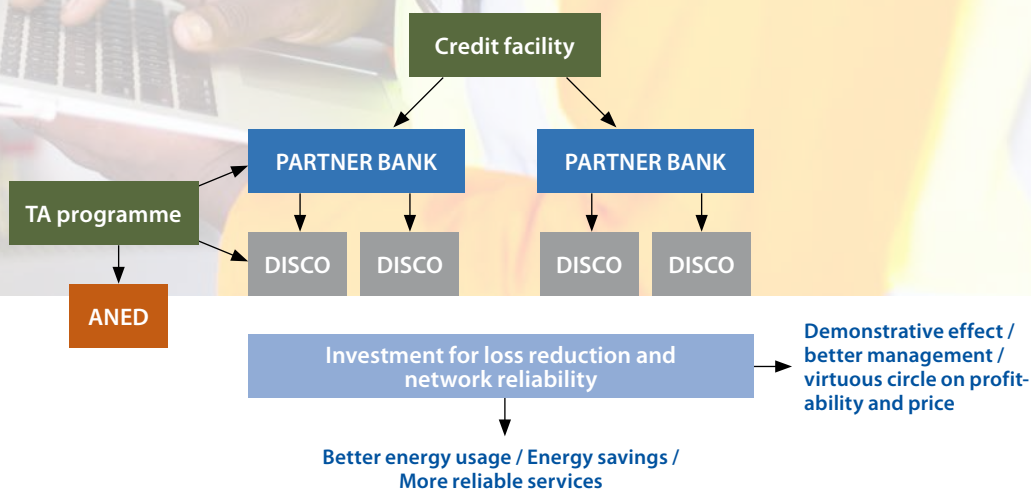 Credit facility
PARTNER BANK
PARTNER BANK
TA programme
DISCO
DISCO
DISCO
DISCO
ANED
Investment for loss reduction and
network reliability
Demonstrative effect /
better management /
virtuous circle on profit-
ability and price
Better energy usage / Energy savings /
More reliable services